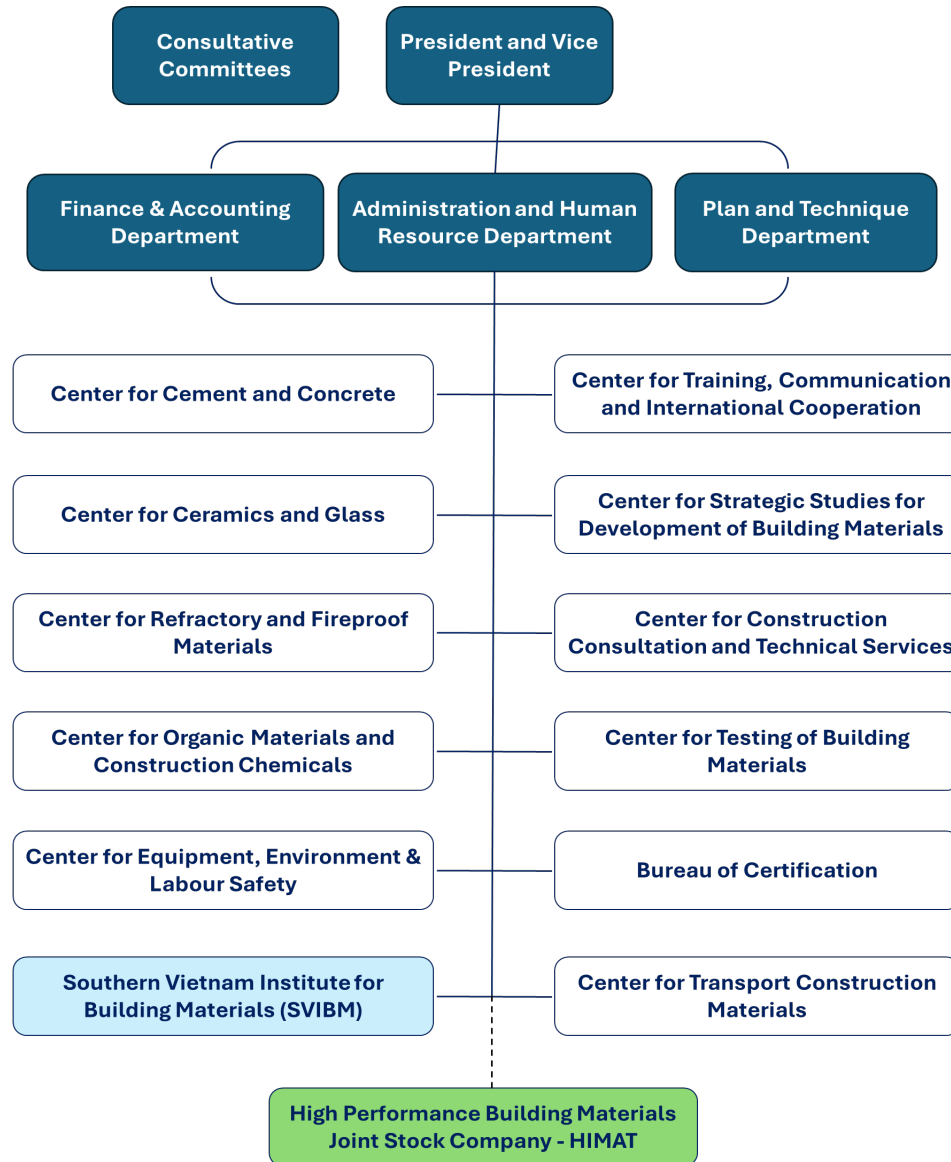 Consultative
Committees
President and Vice
President
Finance & Accounting
Department
Administration and Human
Resource Department
Plan and Technique
Department
Center for Cement and Concrete
Center for Training, Communication
and International Cooperation
Center for Ceramics and Glass
Center for Strategic Studies for
Development of Building Materials
Center for Refractory and Fireproof
Materials
Center for Construction
Consultation and Technical Services
Center for Organic Materials and
Construction Chemicals
Center for Testing of Building
Materials
Center for Equipment, Environment &
Labour Safety
Bureau of Certification
Southern Vietnam Institute for
Building Materials (SVIBM)
Center for Transport Construction
Materials
High Performance Building Materials
Joint Stock Company - HIMAT